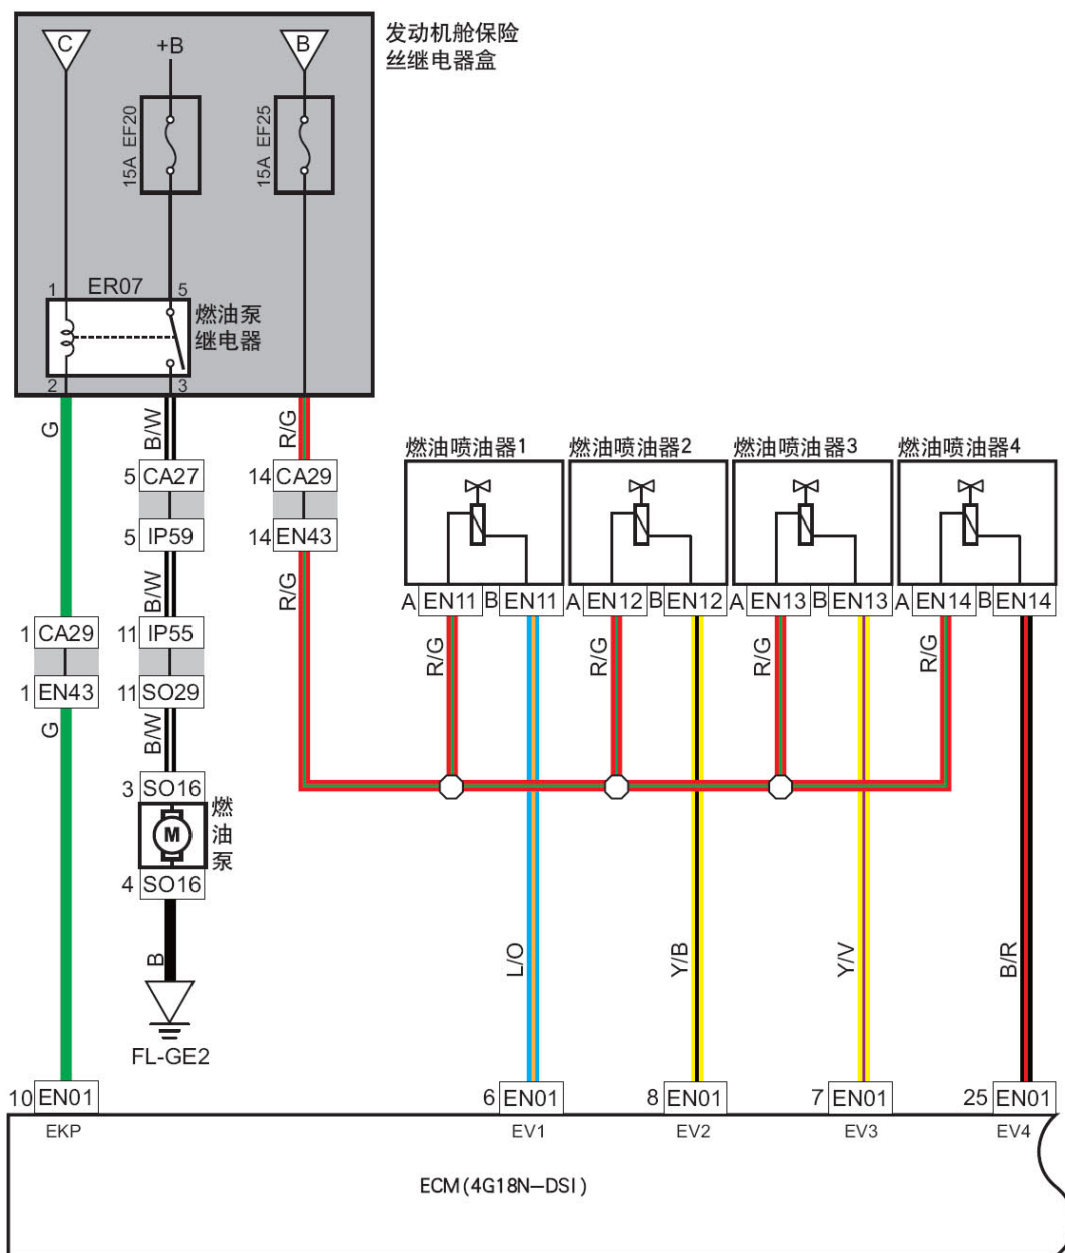 发动机舱保险
丝继电器盒
C
+B
B
15A EF20
15A EF25
1
ER07
5
燃油泵
继电器
2
3
G
B/W
R/G
5 CA27
14 CA29
5 IP59
14 EN43
B/W
R/G
1 CA29
11 IP55
1 EN43
11 SO29
G
B/W
3 SO16
M
燃
油
泵
4 SO16
B
FL-GE2
燃油喷油器1
燃油喷油器2
燃油喷油器3
燃油喷油器4
A EN11 B EN11
A EN12 B EN12
A EN13 B EN13
A EN14 B EN14
R/G
R/G
R/G
R/G
L/O
Y/B
Y/V
B/R
10 EN01
6 EN01
8 EN01
7 EN01
25 EN01
EKP
EV1
EV2
EV3
EV4
ECM(4G18N-DSI)